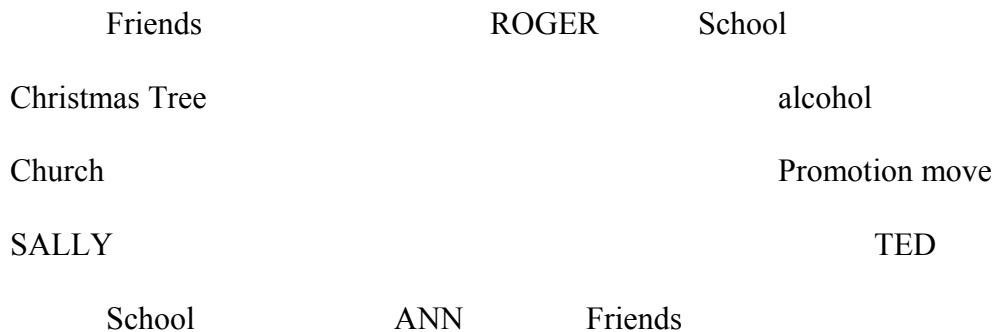 Friends ROGER School
Christmas Tree alcohol
Church Promotion move
SALLY TED
School ANN Friends